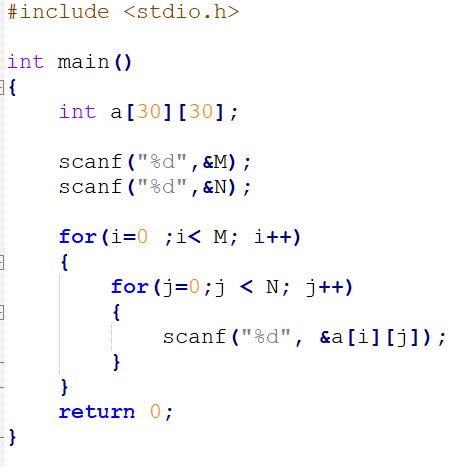 #include <stdio.h>
int main()
{
int a[30][30];
scanf("%d",&M);
scanf("%d",&N);
for(i=0 ;i< M; i++)
{
for(j=0;j < N; j++)
{
scanf("%d", &a[i][j]);
}
}
return 0;
}